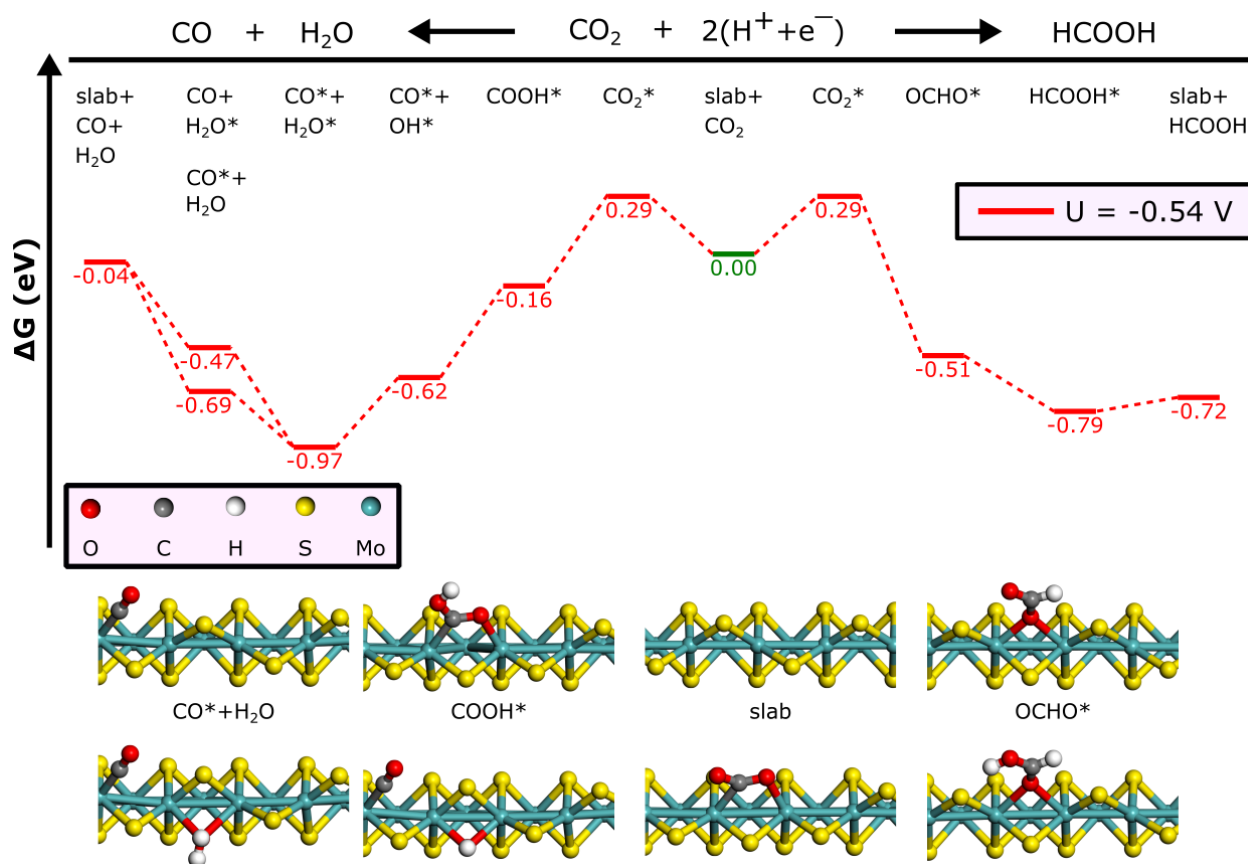 CO + H₂O CO₂ + 2(H⁺+e⁻) HCOOH
slab+ CO+ CO*+ CO*+ COOH* CO₂* slab+ CO₂* OCHO* HCOOH* slab+
CO+ H₂O* H₂O* OH* CO₂ HCOOH
H₂O
CO*+
H₂O
U = -0.54 V
ΔG (eV)
0.29 0.29
0.00
-0.04
-0.16
-0.47
-0.51
-0.62
-0.69
-0.72
-0.79
-0.97
O C H S Mo
CO*+H₂O COOH* slab OCHO*